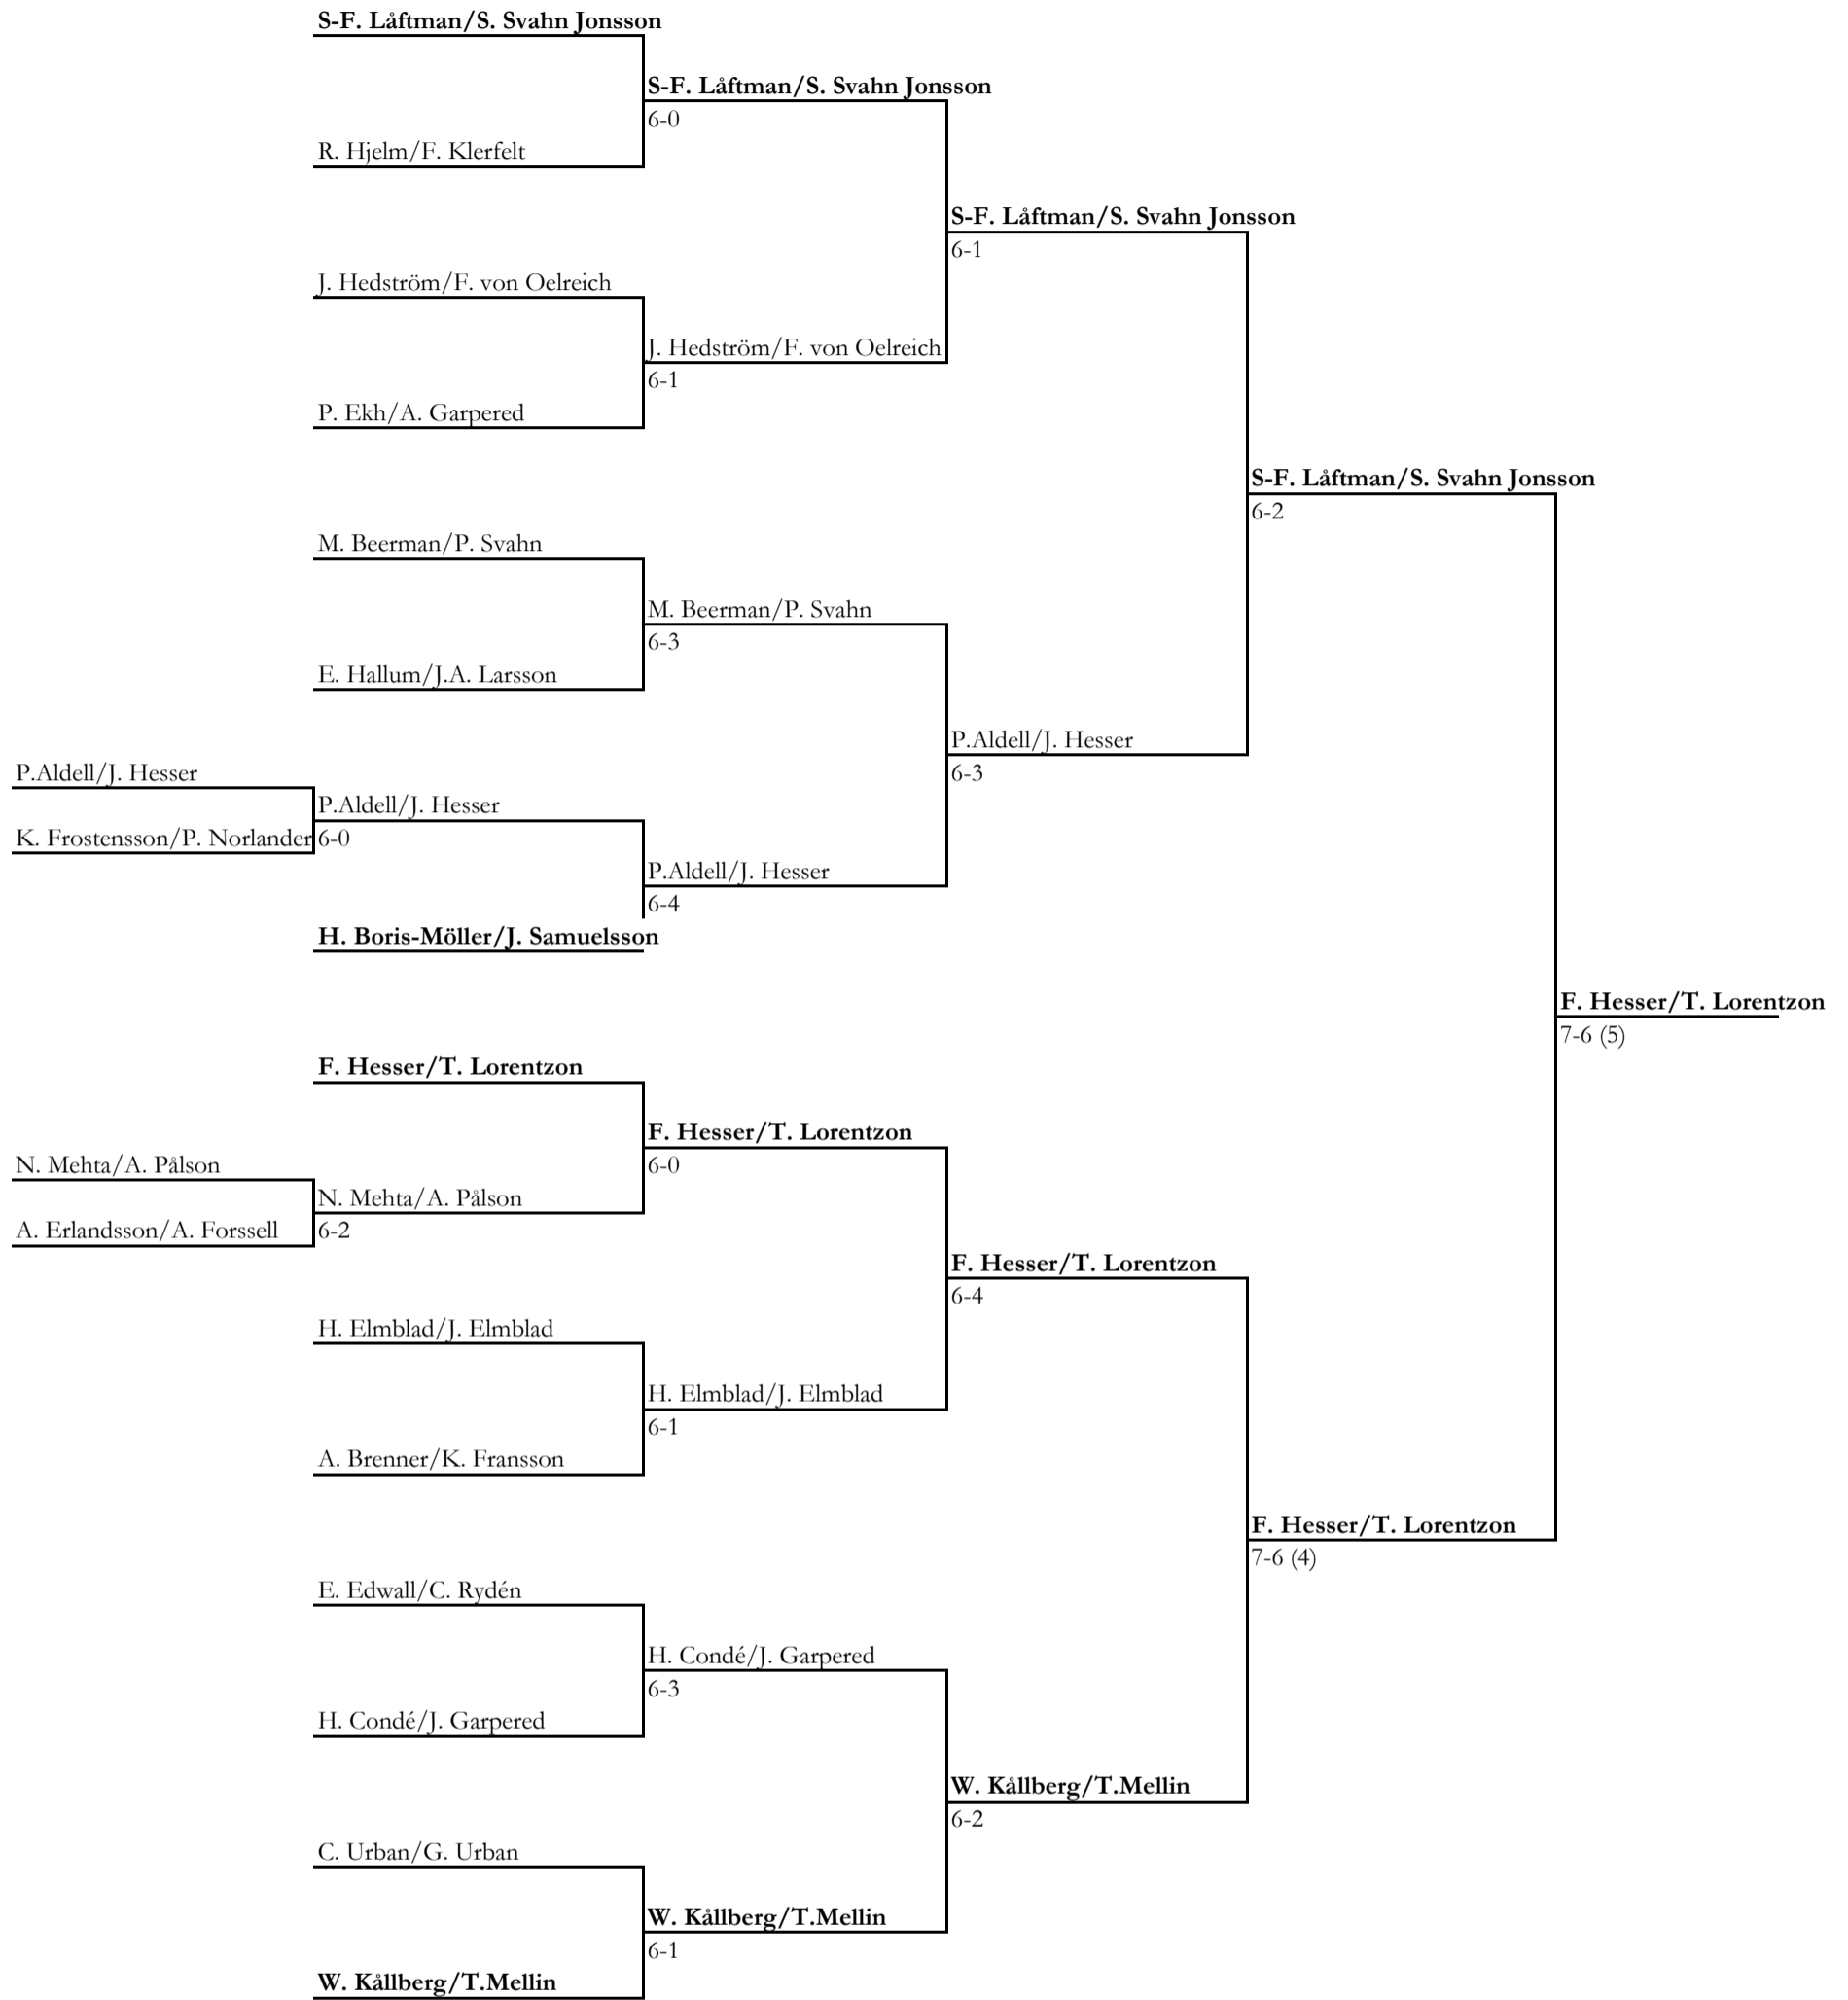 S-F. Låftman/S. Svahn Jonsson
S-F. Låftman/S. Svahn Jonsson
6-0
R. Hjelm/F. Klerfelt
S-F. Låftman/S. Svahn Jonsson
6-1
J. Hedström/F. von Oelreich
J. Hedström/F. von Oelreich
6-1
P. Ekh/A. Garpered
S-F. Låftman/S. Svahn Jonsson
6-2
M. Beerman/P. Svahn
M. Beerman/P. Svahn
6-3
E. Hallum/J.A. Larsson
P.Aldell/J. Hesser
6-3
P.Aldell/J. Hesser
P.Aldell/J. Hesser
K. Frostensson/P. Norlander
6-0
P.Aldell/J. Hesser
6-4
H. Boris-Möller/J. Samuelsson
F. Hesser/T. Lorentzon
7-6 (5)
F. Hesser/T. Lorentzon
F. Hesser/T. Lorentzon
6-0
N. Mehta/A. Pålson
N. Mehta/A. Pålson
A. Erlandsson/A. Forssell
6-2
F. Hesser/T. Lorentzon
6-4
H. Elmblad/J. Elmblad
H. Elmblad/J. Elmblad
6-1
A. Brenner/K. Fransson
F. Hesser/T. Lorentzon
7-6 (4)
E. Edwall/C. Rydén
H. Condé/J. Garpered
6-3
H. Condé/J. Garpered
W. Kållberg/T.Mellin
6-2
C. Urban/G. Urban
W. Kållberg/T.Mellin
6-1
W. Kållberg/T.Mellin